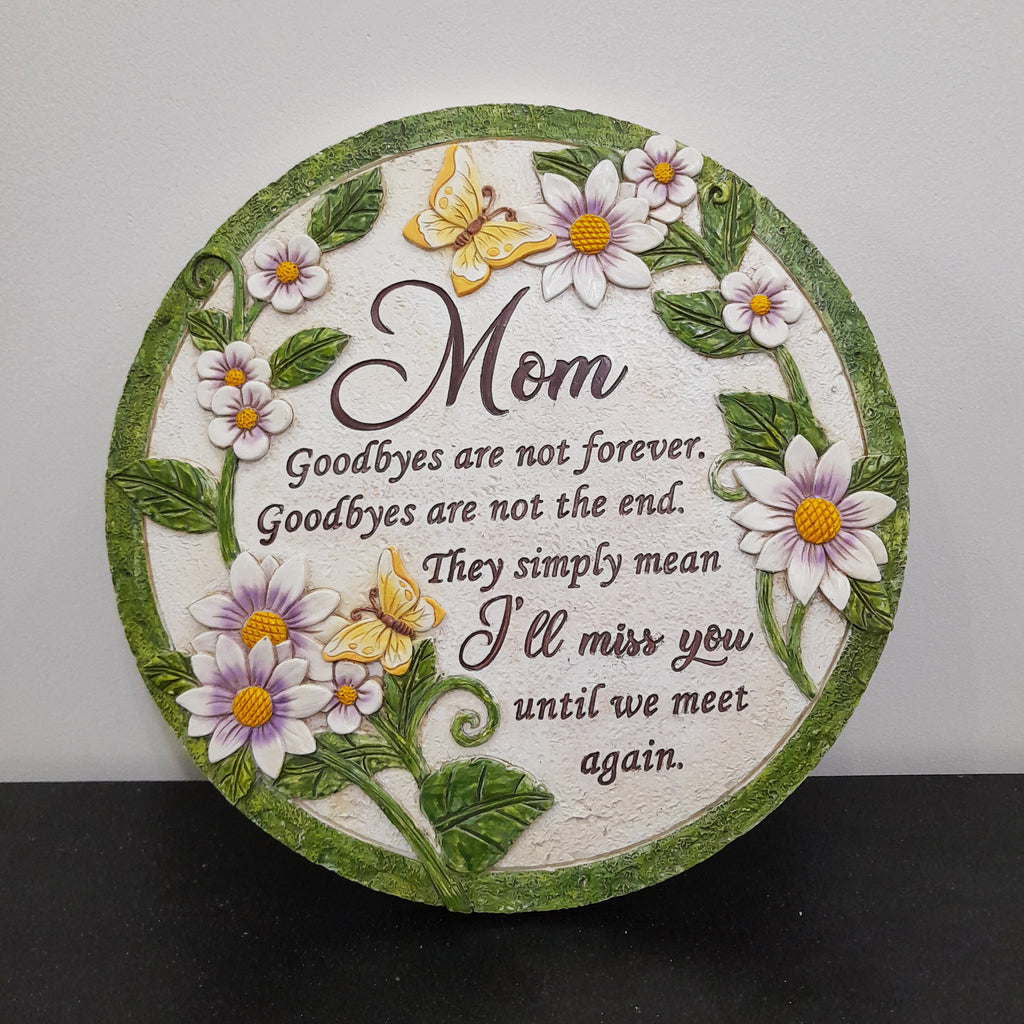 Mom
Goodbyes are not forever.
Goodbyes are not the end.
They simply mean
I'll miss you
until we meet
again.